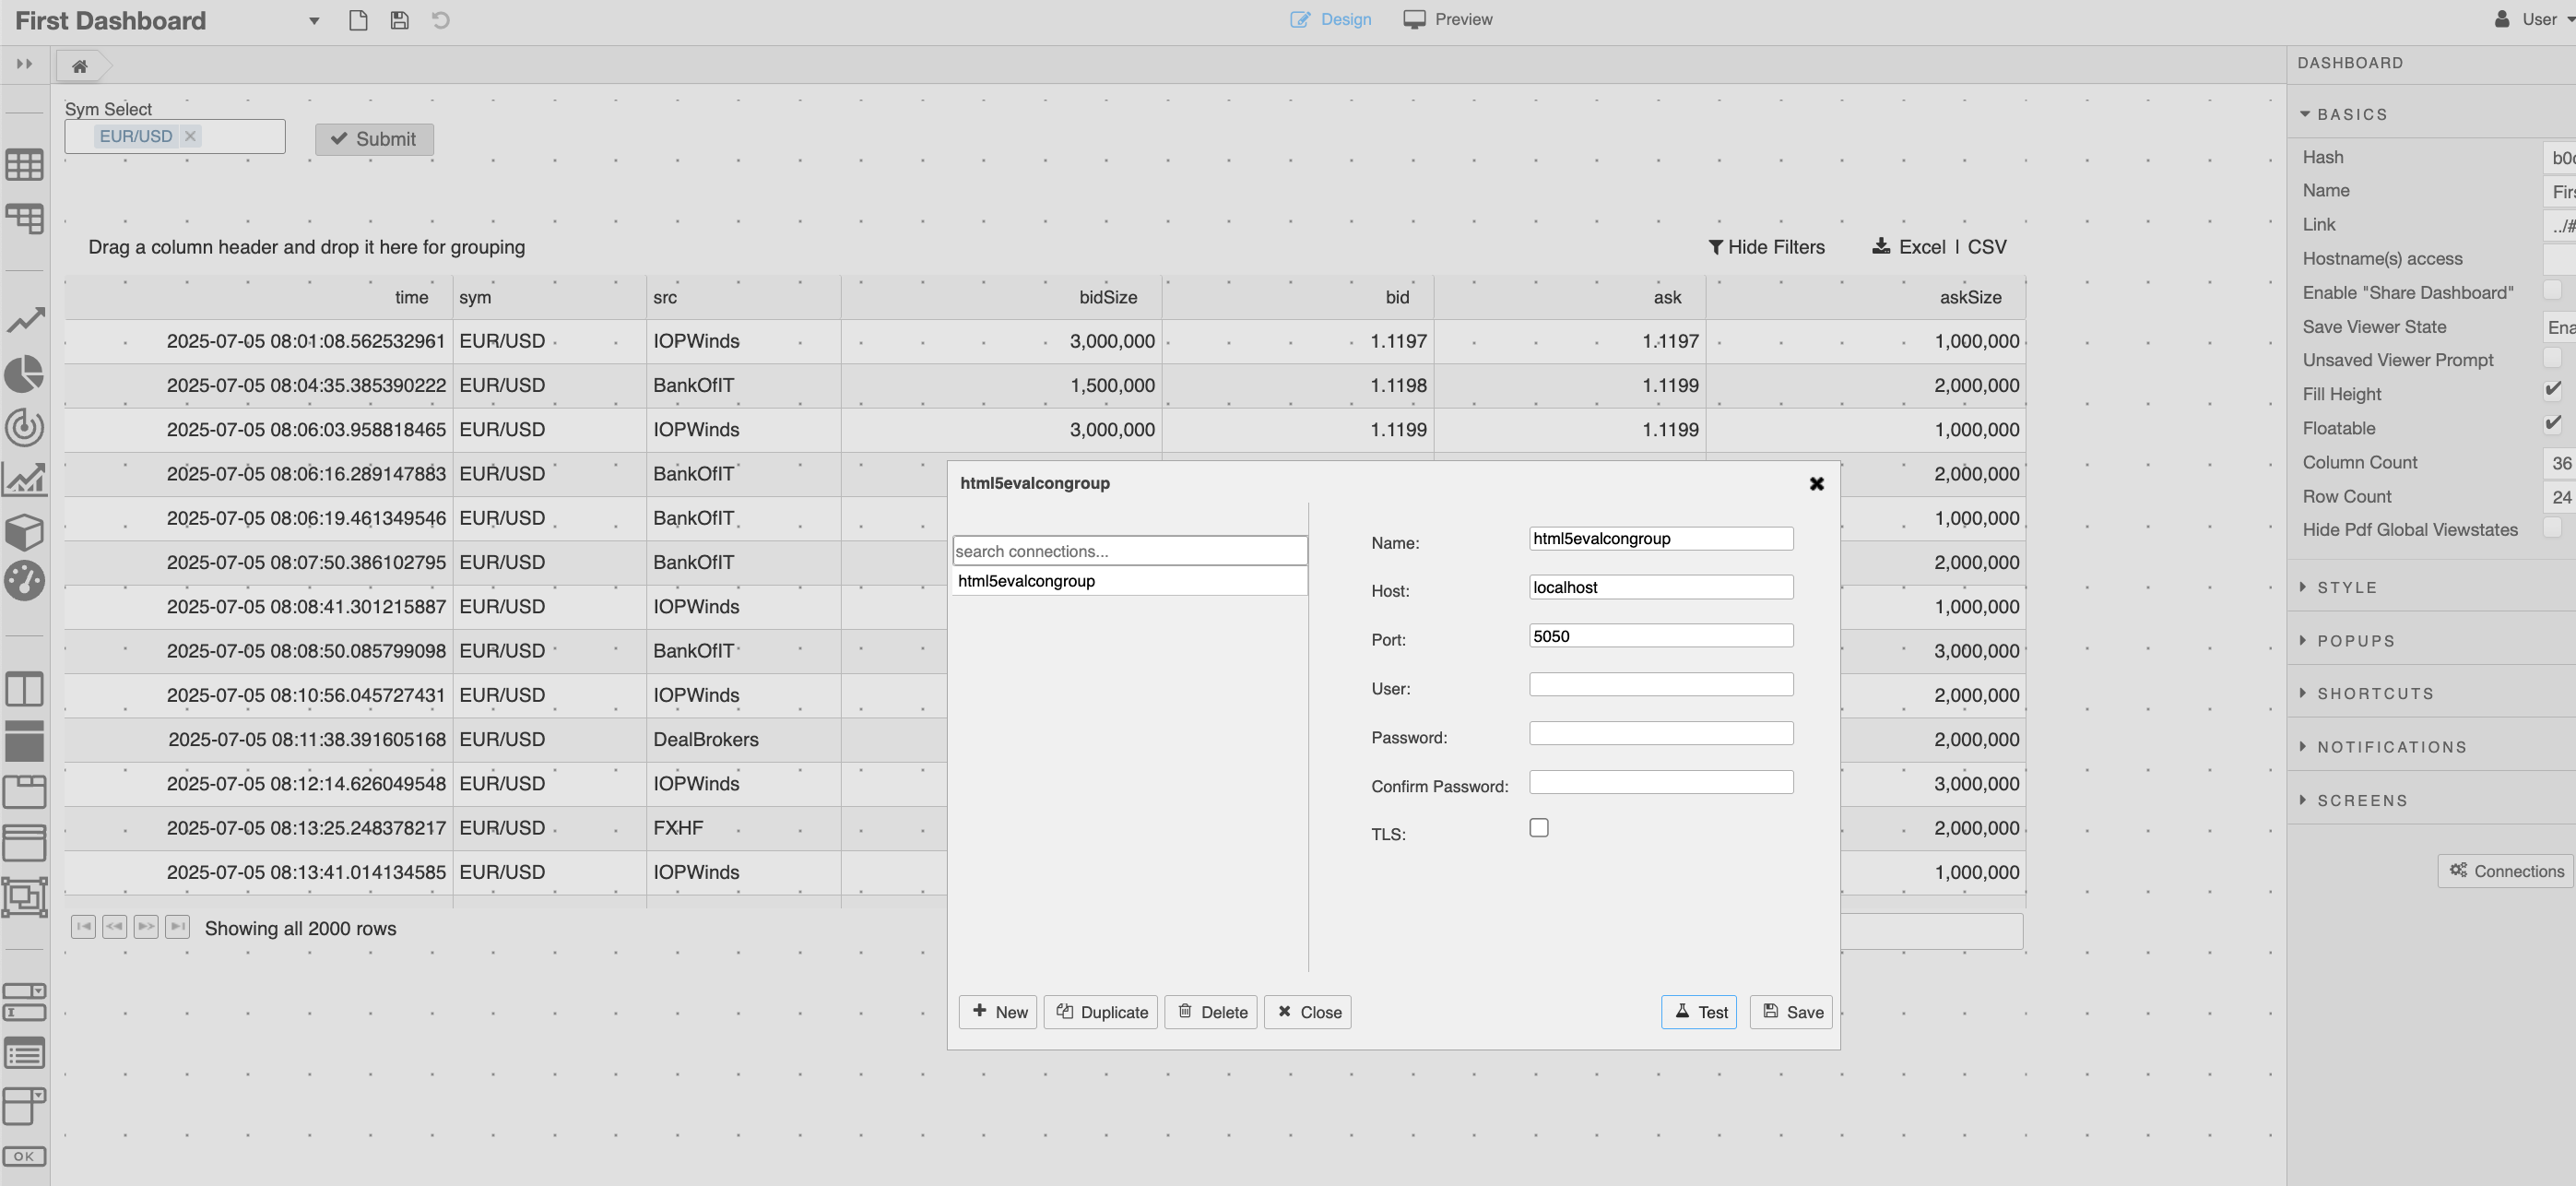 First Dashboard
Design
Preview
User
DASHBOARD
Sym Select
EUR/USD
Submit
BASICS
Hash b0
Name Firs
Link ../#
Hostname(s) access
Enable "Share Dashboard"
Save Viewer State Ena
Unsaved Viewer Prompt
Fill Height
Floatable
Column Count 36
Row Count 24
Hide Pdf Global Viewstates
STYLE
POPUPS
SHORTCUTS
NOTIFICATIONS
SCREENS
Connections
Drag a column header and drop it here for grouping
Hide Filters
Excel | CSV
time sym src bidSize bid ask askSize
2025-07-05 08:01:08.562532961 EUR/USD IOPWinds 3,000,000 1.1197 1.1197 1,000,000
2025-07-05 08:04:35.385390222 EUR/USD BankOfIT 1,500,000 1.1198 1.1199 2,000,000
2025-07-05 08:06:03.958818465 EUR/USD IOPWinds 3,000,000 1.1199 1.1199 1,000,000
2025-07-05 08:06:16.289147883 EUR/USD BankOfIT 2,000,000
2025-07-05 08:06:19.461349546 EUR/USD BankOfIT 1,000,000
2025-07-05 08:07:50.386102795 EUR/USD BankOfIT 2,000,000
2025-07-05 08:08:41.301215887 EUR/USD IOPWinds 1,000,000
2025-07-05 08:08:50.085799098 EUR/USD BankOfIT 3,000,000
2025-07-05 08:10:56.045727431 EUR/USD IOPWinds 2,000,000
2025-07-05 08:11:38.391605168 EUR/USD DealBrokers 2,000,000
2025-07-05 08:12:14.626049548 EUR/USD IOPWinds 3,000,000
2025-07-05 08:13:25.248378217 EUR/USD FXHF 2,000,000
2025-07-05 08:13:41.014134585 EUR/USD IOPWinds 1,000,000
Showing all 2000 rows
OK
html5evalcongroup
search connections...
html5evalcongroup
Name: html5evalcongroup
Host: localhost
Port: 5050
User:
Password:
Confirm Password:
TLS:
New
Duplicate
Delete
Close
Test
Save